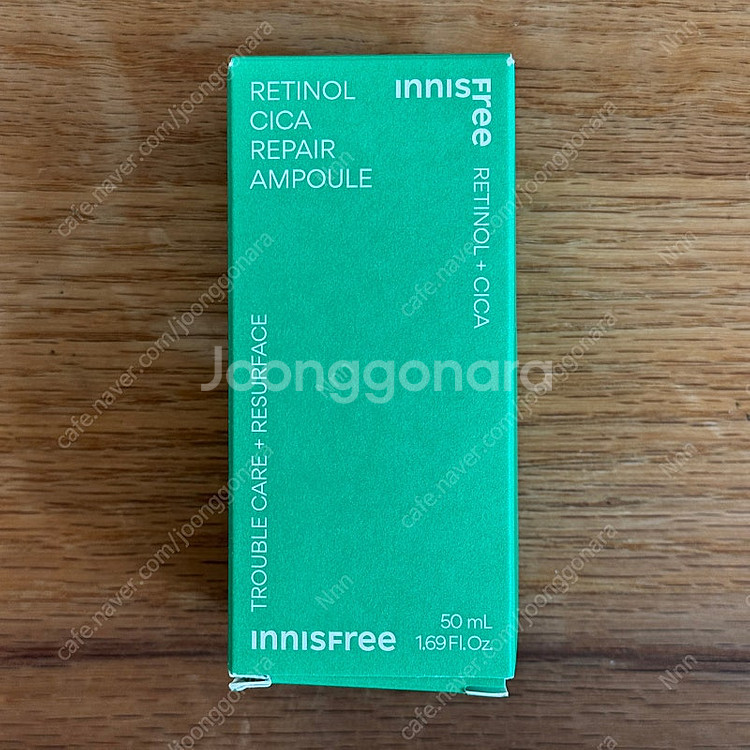 RETINOL
CICA
REPAIR
AMPOULE
INNISFree
RETINOL + CICA
TROUBLE CARE + RESURFACE
INNISFree
50 mL
1.69 Fl. Oz.
Joonggonara
cafe.naver.com/joonggonara
Nnn